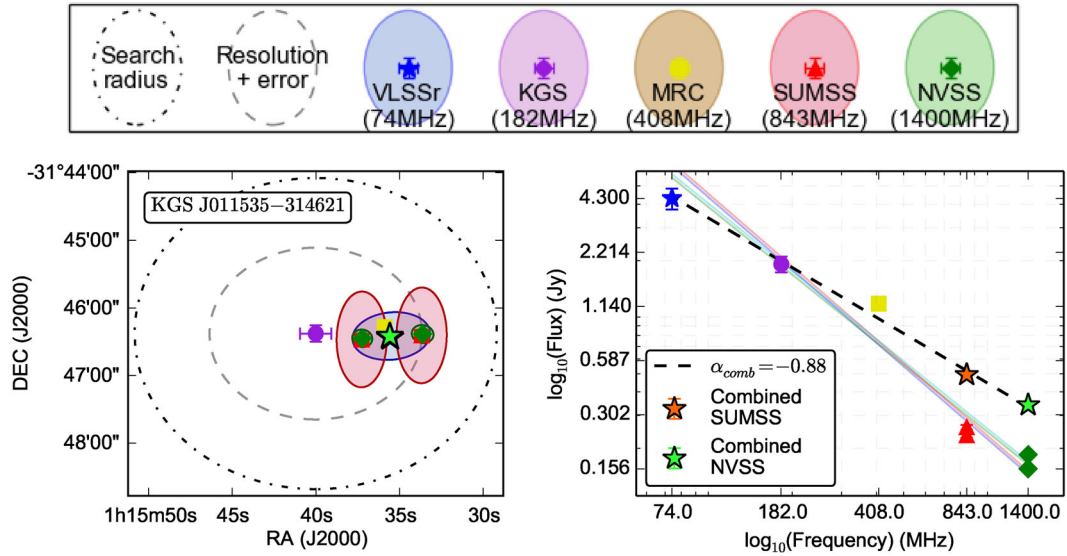 Search
radius
Resolution
+ error
VLSSr
(74MHz)
KGS
(182MHz)
MRC
(408MHz)
SUMSS
(843MHz)
NVSS
(1400MHz)
KGS J011535−314621
-31°44'00"
45'00"
46'00"
47'00"
48'00"
DEC (J2000)
1h15m50s
45s
40s
35s
30s
RA (J2000)
4.300
2.214
1.140
0.587
0.302
0.156
log₁₀(Flux) (Jy)
α_comb=−0.88
Combined
SUMSS
Combined
NVSS
74.0
182.0
408.0
843.0
1400.0
log₁₀(Frequency) (MHz)